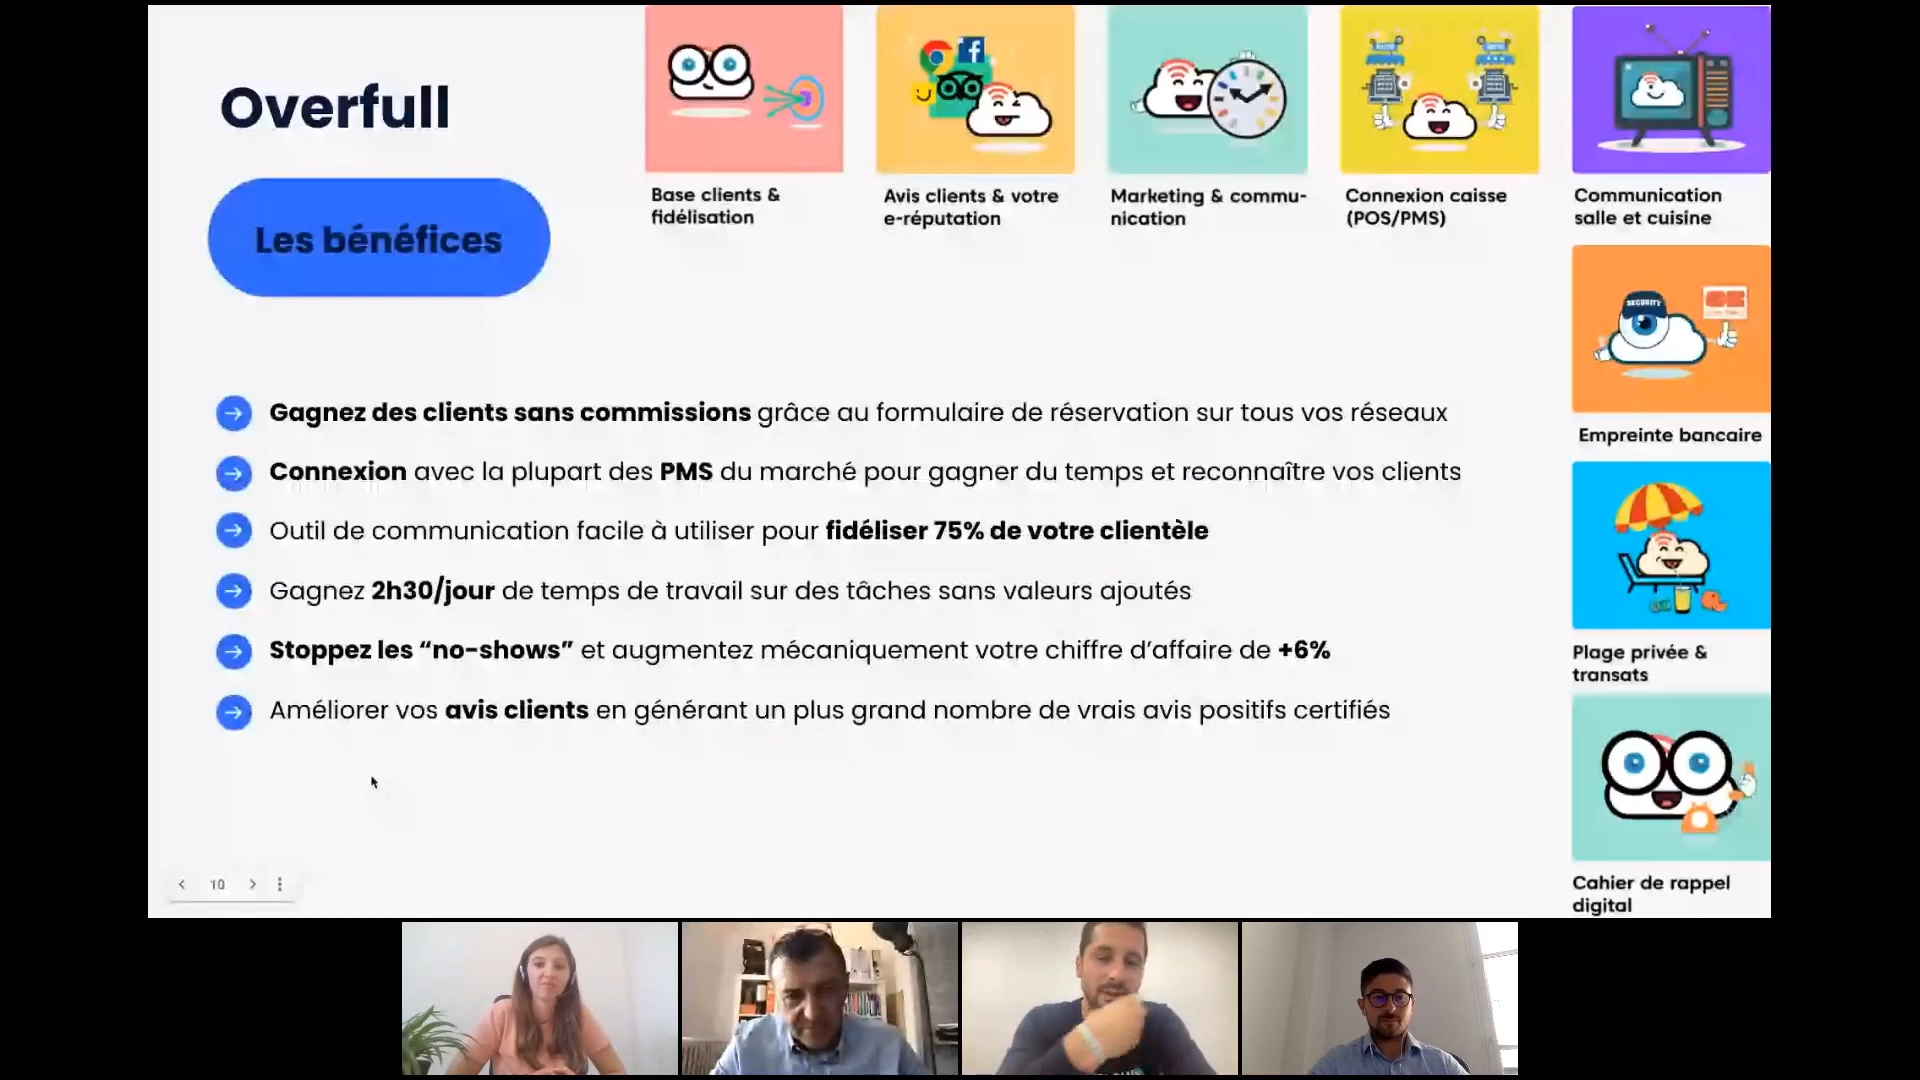 Overfull
Les bénéfices
Base clients &
fidélisation
Avis clients & votre
e-réputation
Marketing & commu-
nication
Connexion caisse
(POS/PMS)
Communication
salle et cuisine
SECURITY
Empreinte bancaire
Plage privée &
transats
Cahier de rappel
digital
Gagnez des clients sans commissions grâce au formulaire de réservation sur tous vos réseaux
Connexion avec la plupart des PMS du marché pour gagner du temps et reconnaître vos clients
Outil de communication facile à utiliser pour fidéliser 75% de votre clientèle
Gagnez 2h30/jour de temps de travail sur des tâches sans valeurs ajoutés
Stoppez les “no-shows” et augmentez mécaniquement votre chiffre d’affaire de +6%
Améliorer vos avis clients en générant un plus grand nombre de vrais avis positifs certifiés
10